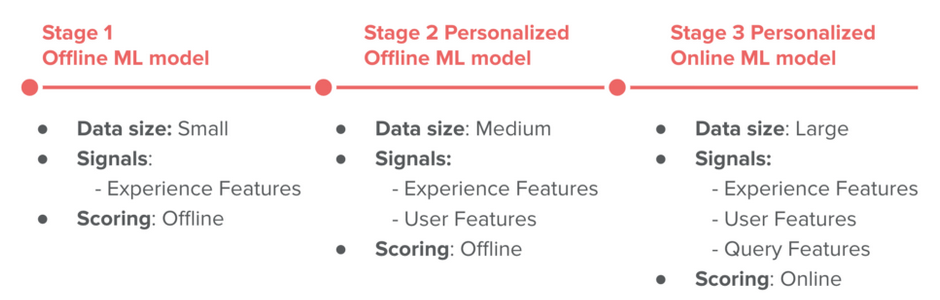 Stage 1
Offline ML model
● Data size: Small
● Signals:
- Experience Features
● Scoring: Offline
Stage 2 Personalized
Offline ML model
● Data size: Medium
● Signals:
- Experience Features
- User Features
● Scoring: Offline
Stage 3 Personalized
Online ML model
● Data size: Large
● Signals:
- Experience Features
- User Features
- Query Features
● Scoring: Online